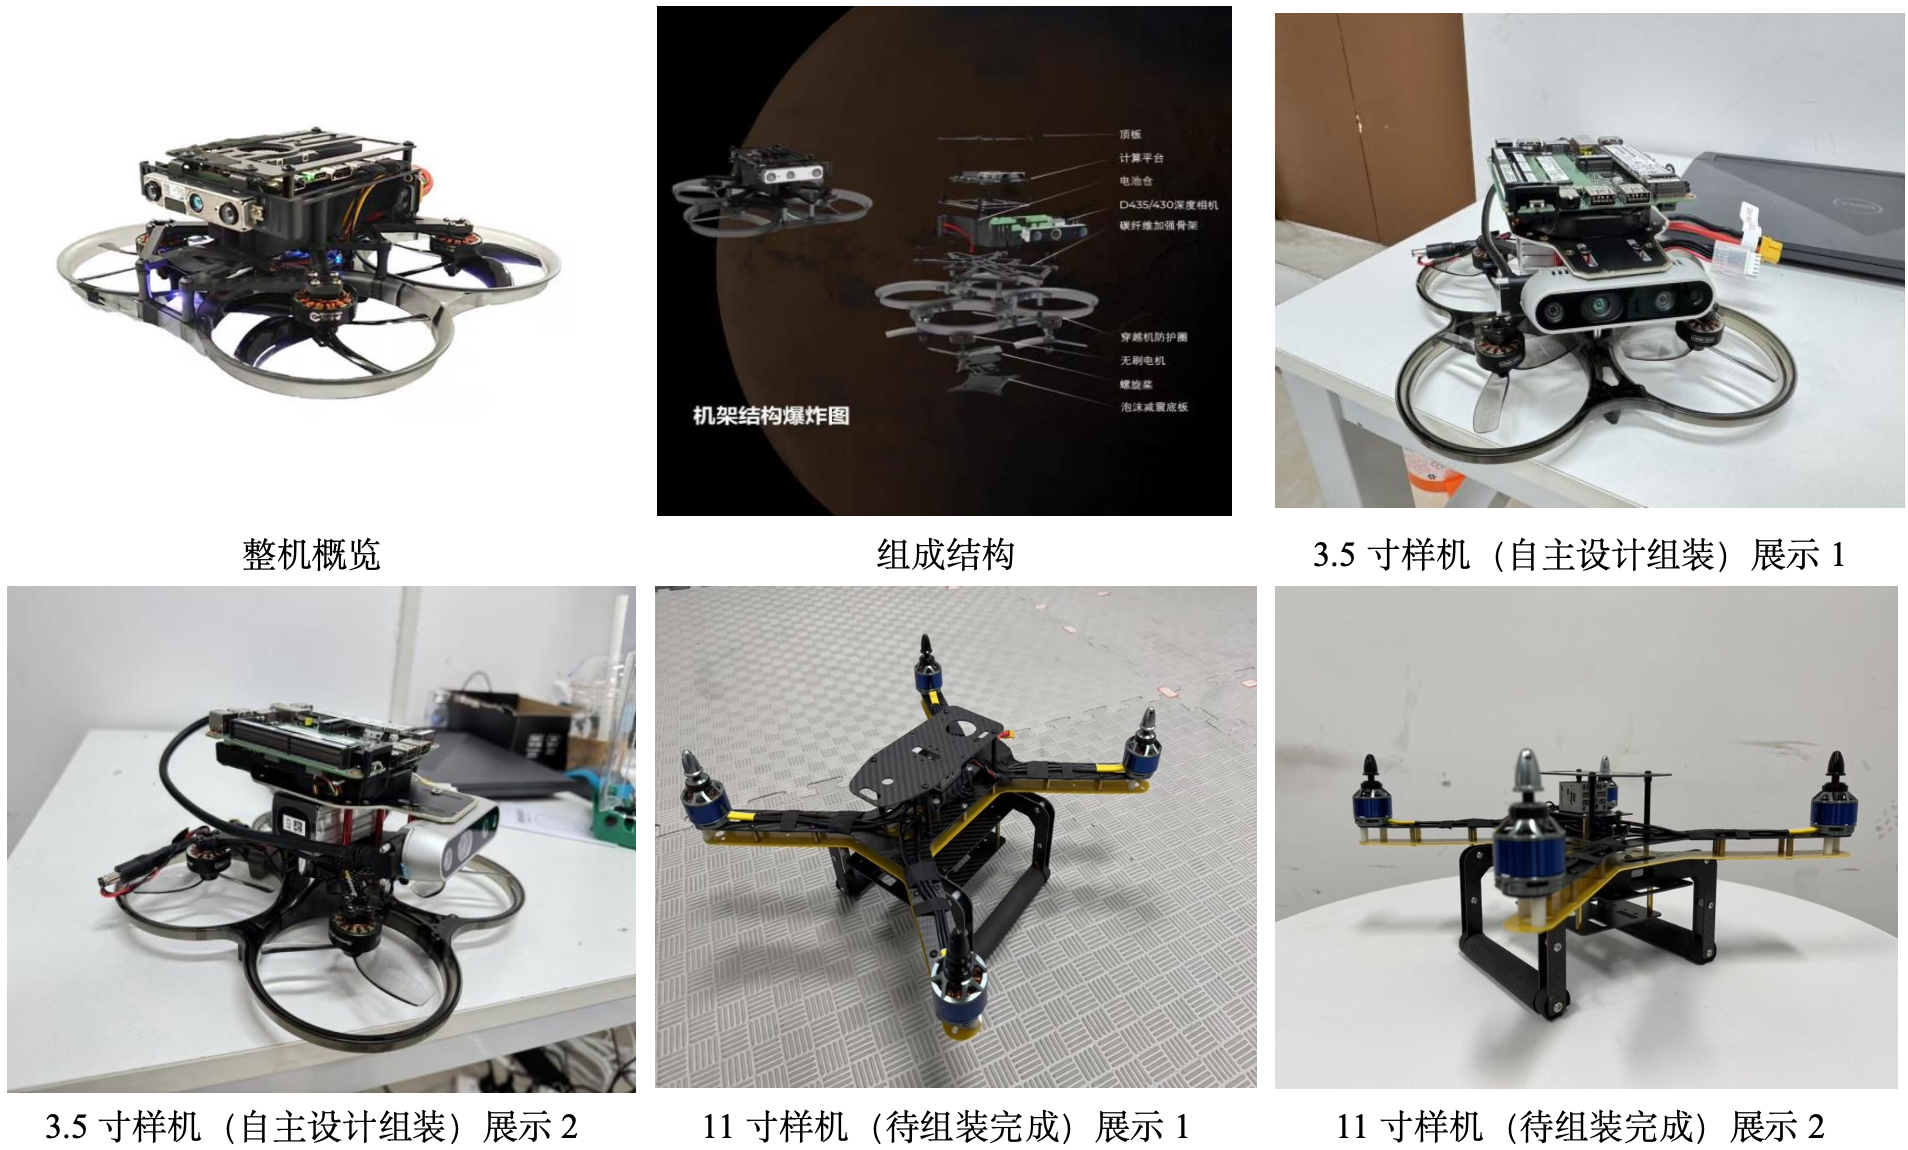 顶板
计算平台
电池仓
D435/430深度相机
碳纤维加强骨架
穿越机防护圈
无刷电机
螺旋桨
泡沫减震底板
机架结构爆炸图
整机概览
组成结构
3.5 寸样机（自主设计组装）展示 1
3.5 寸样机（自主设计组装）展示 2
11 寸样机（待组装完成）展示 1
11 寸样机（待组装完成）展示 2